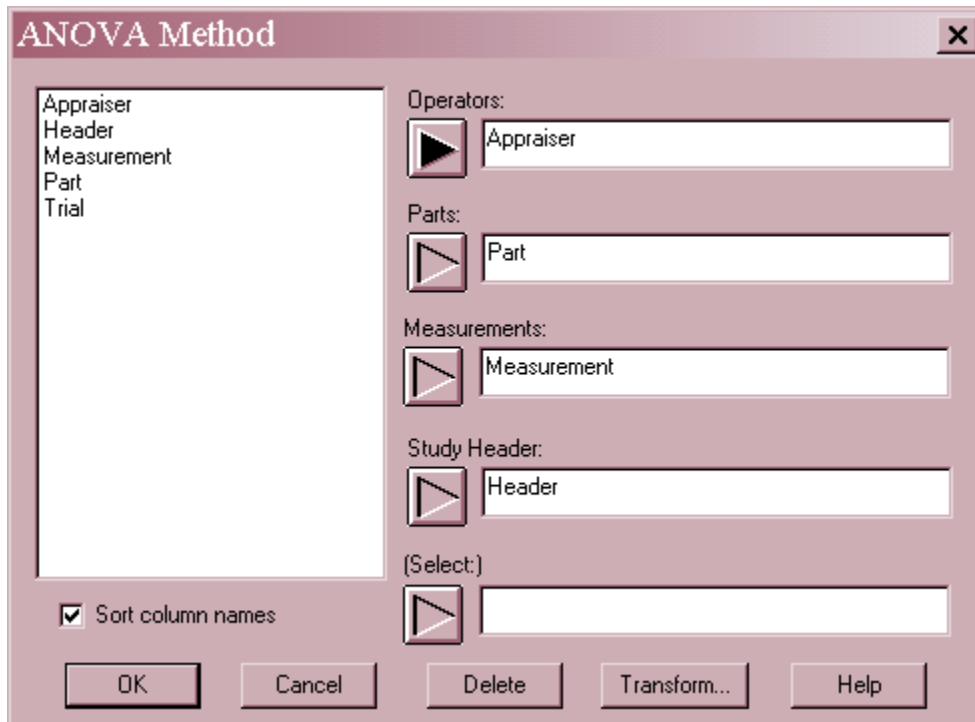 ANOVA Method
Appraiser
Header
Measurement
Part
Trial
Sort column names
Operators:
Appraiser
Parts:
Part
Measurements:
Measurement
Study Header:
Header
(Select:)
OK
Cancel
Delete
Transform...
Help